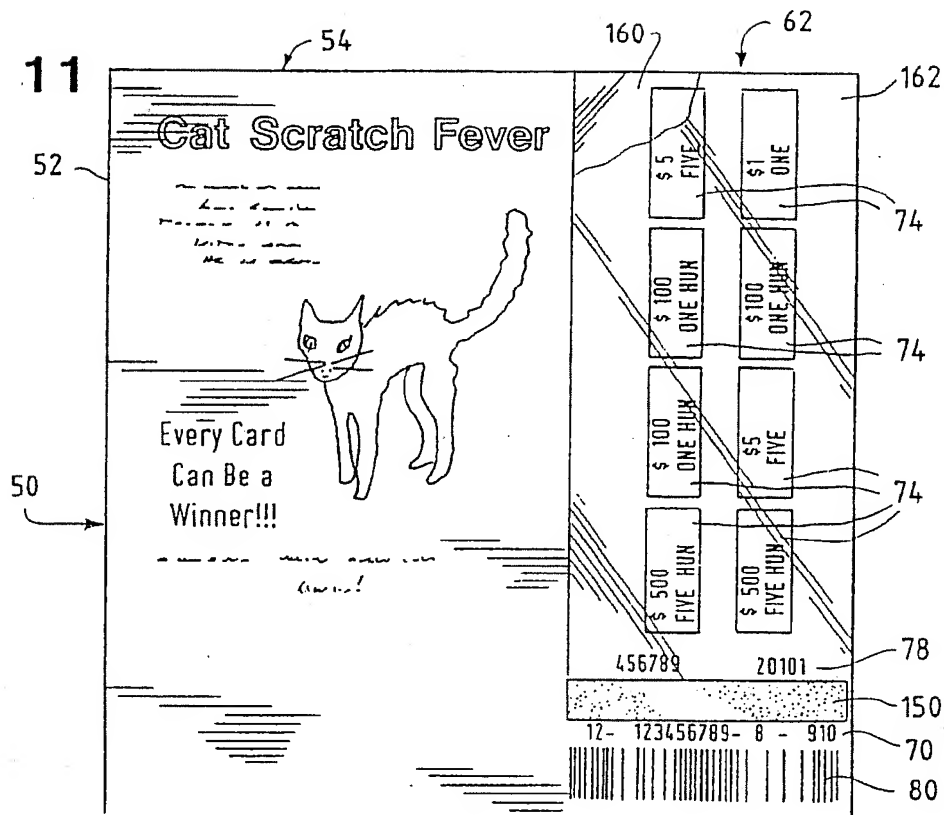 11
54
160
62
162
52
Cat Scratch Fever
$5
FIVE
$1
ONE
74
$100
ONE HUN
$100
ONE HUN
74
$100
ONE HUN
$5
FIVE
74
Every Card
Can Be a
Winner!!!
50
$500
FIVE HUN
$500
FIVE HUN
456789 20101
78
150
12- 123456789- 8 - 910
70
80